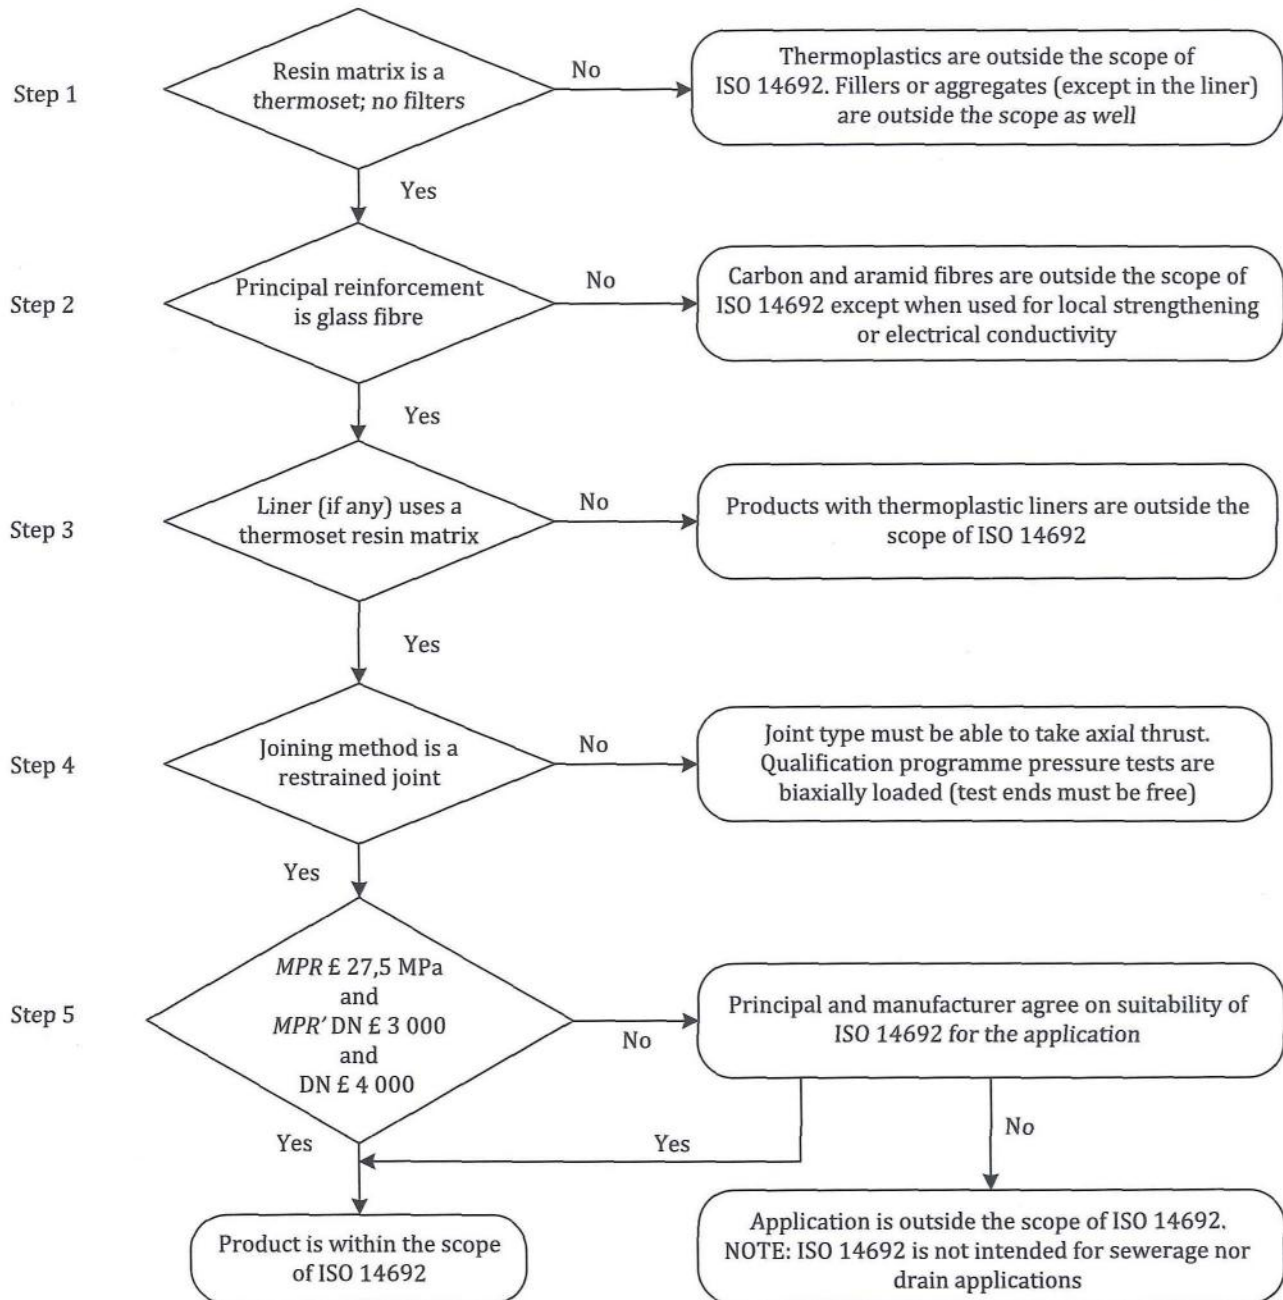 Step 1
Resin matrix is a
thermoset; no filters
No
Thermoplastics are outside the scope of
ISO 14692. Fillers or aggregates (except in the liner)
are outside the scope as well
Yes
Step 2
Principal reinforcement
is glass fibre
No
Carbon and aramid fibres are outside the scope of
ISO 14692 except when used for local strengthening
or electrical conductivity
Yes
Step 3
Liner (if any) uses a
thermoset resin matrix
No
Products with thermoplastic liners are outside the
scope of ISO 14692
Yes
Step 4
Joining method is a
restrained joint
No
Joint type must be able to take axial thrust.
Qualification programme pressure tests are
biaxially loaded (test ends must be free)
Yes
Step 5
MPR £ 27,5 MPa
and
MPR' DN £ 3 000
and
DN £ 4 000
No
Principal and manufacturer agree on suitability of
ISO 14692 for the application
Yes
Yes
No
Product is within the scope
of ISO 14692
Application is outside the scope of ISO 14692.
NOTE: ISO 14692 is not intended for sewerage nor
drain applications